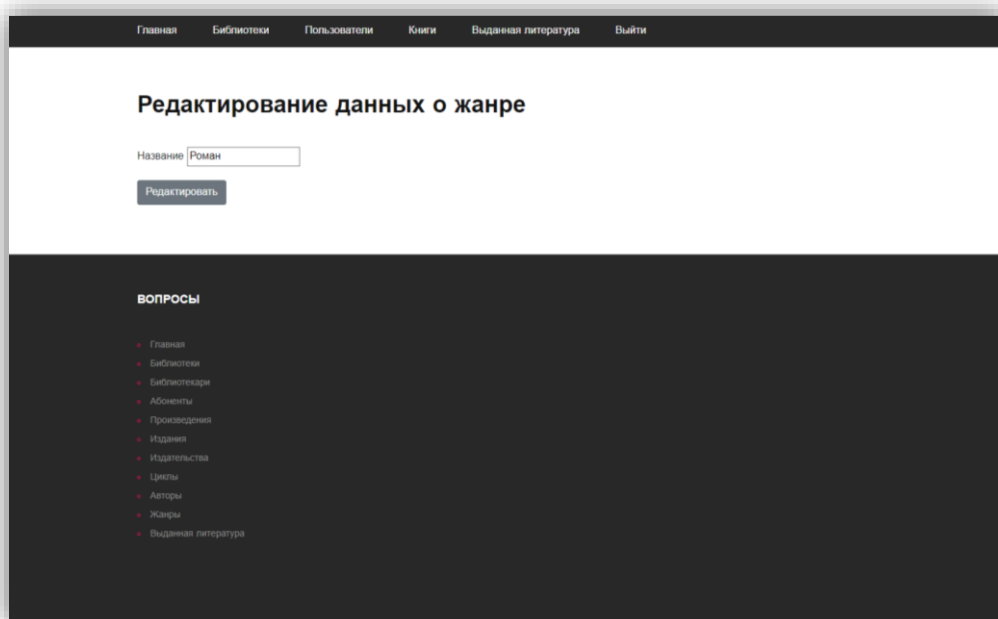 Главная Библиотеки Пользователи Книги Выданная литература Выйти
Редактирование данных о жанре
Название Роман
Редактировать
ВОПРОСЫ
Главная
Библиотеки
Библиотекари
Абоненты
Произведения
Издания
Издательства
Циклы
Авторы
Жанры
Выданная литература